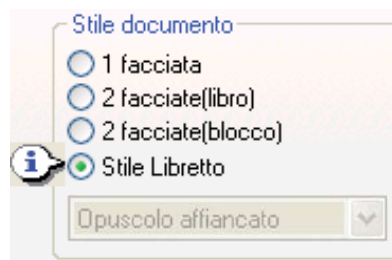 Stile documento
1 facciata
2 facciate(libro)
2 facciate(blocco)
Stile Libretto
Opuscolo affiancato